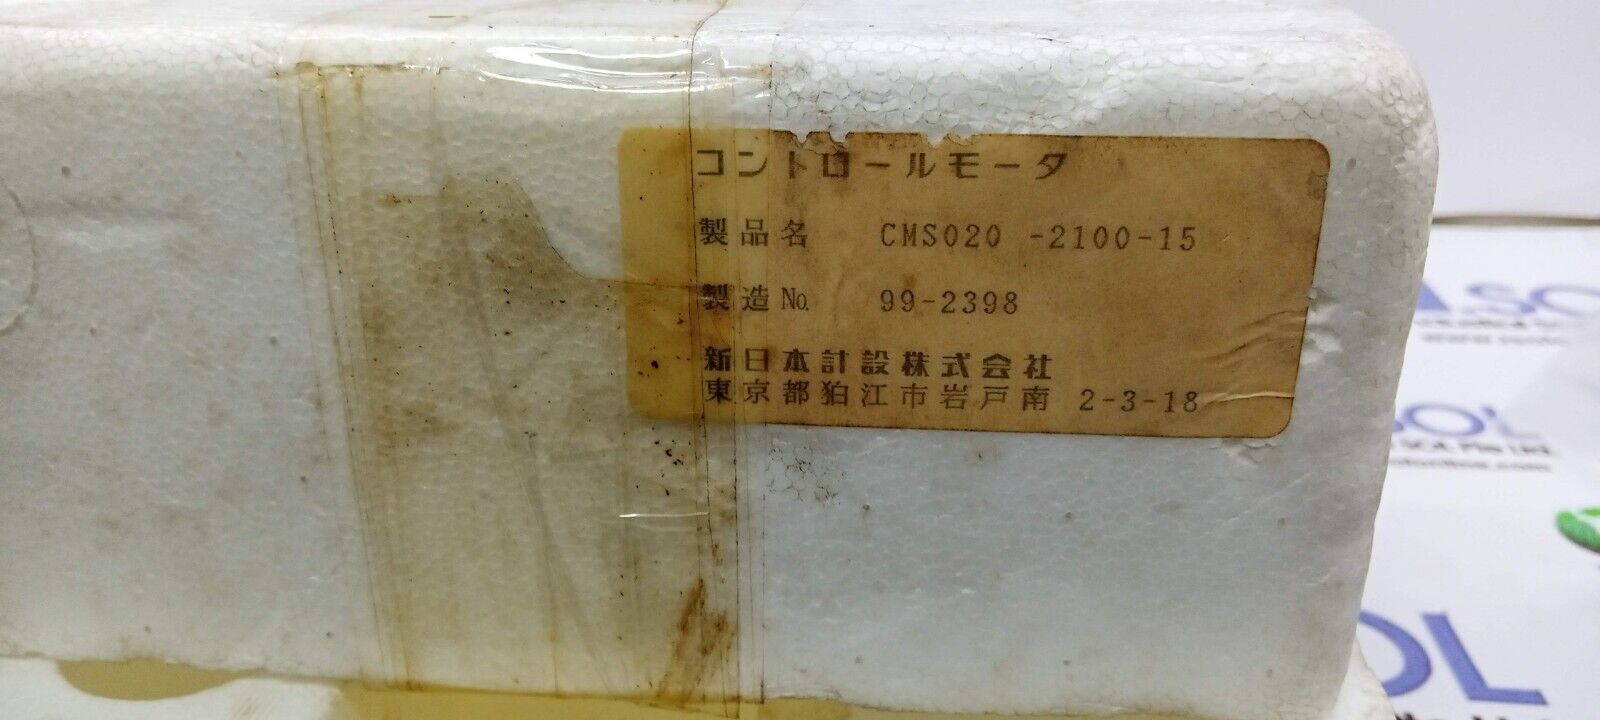 コントロールモータ
製品名 CMS020 -2100-15
製造No. 99-2398
新日本計設株式会社
東京都狛江市岩戸南 2-3-18
SOL
OL